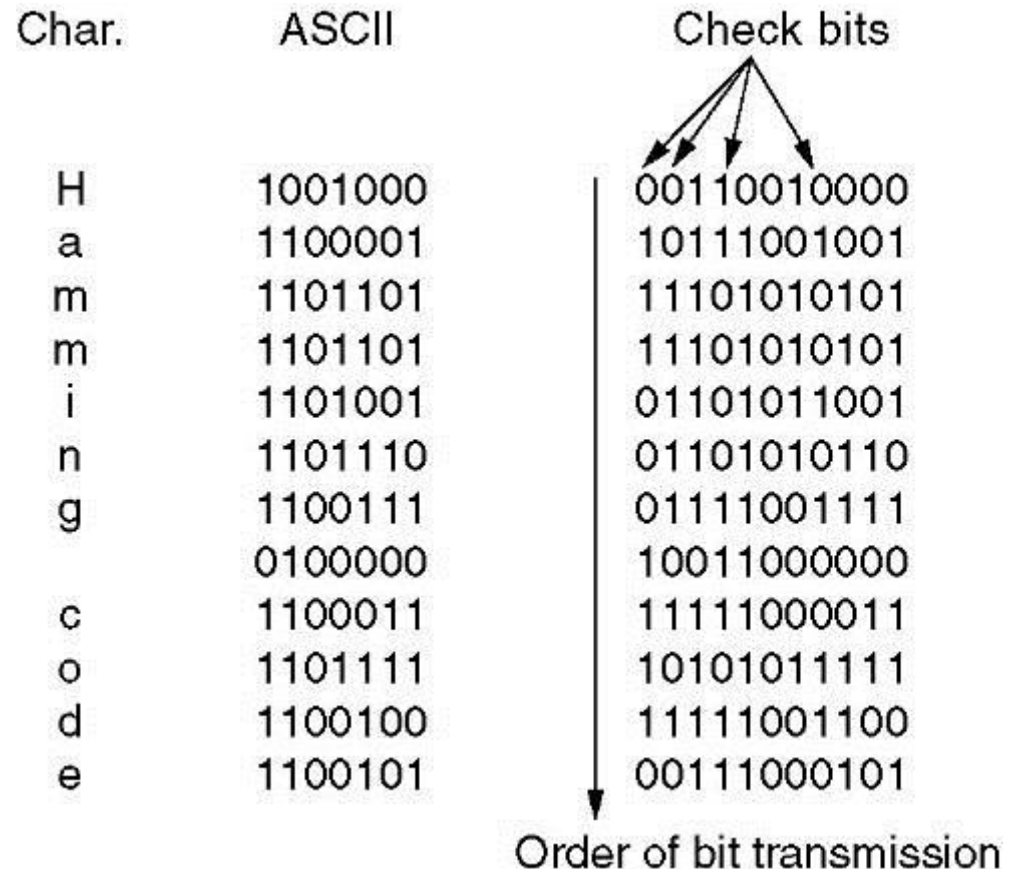 Char. ASCII Check bits
H 1001000 00110010000
a 1100001 10111001001
m 1101101 11101010101
m 1101101 11101010101
i 1101001 01101011001
n 1101110 01101010110
g 1100111 01111001111
0100000 10011000000
c 1100011 11111000011
o 1101111 10101011111
d 1100100 11111001100
e 1100101 00111000101
Order of bit transmission